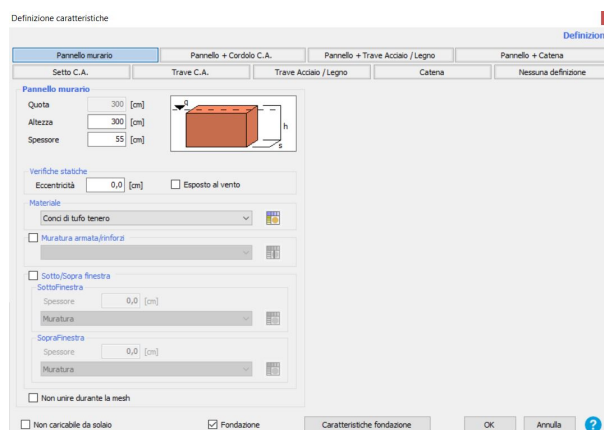 Definizione caratteristiche
Definizion
Pannello murario Pannello + Cordolo C.A. Pannello + Trave Acciaio / Legno Pannello + Catena
Setto C.A. Trave C.A. Trave Acciaio / Legno Catena Nessuna definizione
Pannello murario
Quota 300 [cm]
Altezza 300 [cm]
Spessore 55 [cm]
q
h
s
Verifiche statiche
Eccentricità 0,0 [cm] Esposto al vento
Materiale
Conci di tufo tenero
Muratura armata/rinforzi
Sotto/Sopra finestra
SottoFinestra
Spessore 0,0 [cm]
Muratura
SopraFinestra
Spessore 0,0 [cm]
Muratura
Non unire durante la mesh
Non caricabile da solaio Fondazione Caratteristiche fondazione OK Annulla ?